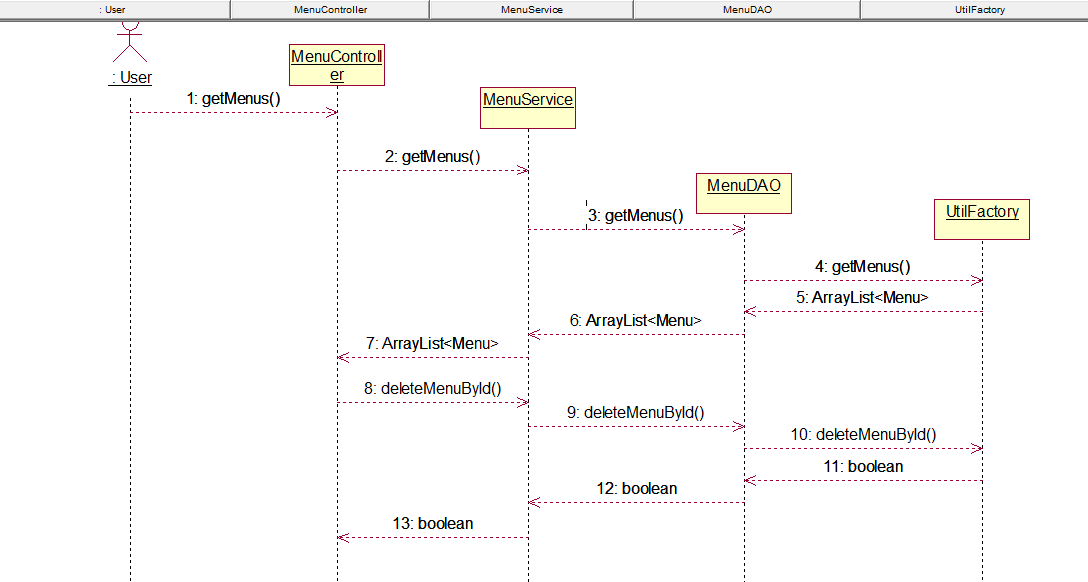 : User
MenuController
MenuService
MenuDAO
UtilFactory
: User
MenuControll
er
MenuService
MenuDAO
UtilFactory
1: getMenus()
2: getMenus()
3: getMenus()
4: getMenus()
5: ArrayList<Menu>
6: ArrayList<Menu>
7: ArrayList<Menu>
8: deleteMenuById()
9: deleteMenuById()
10: deleteMenuById()
11: boolean
12: boolean
13: boolean